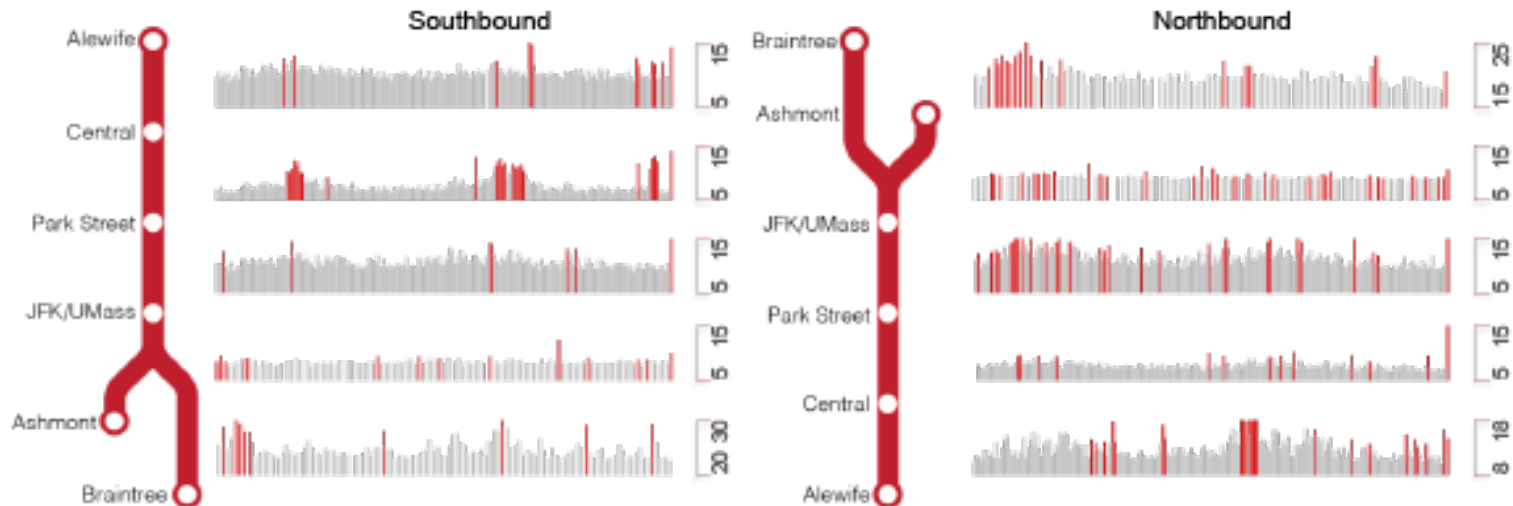 Southbound
Alewife
Central
Park Street
JFK/UMass
Ashmont
Braintree
15
5
15
5
15
5
15
5
30
20
Northbound
Braintree
Ashmont
JFK/UMass
Park Street
Central
Alewife
25
15
15
5
15
5
15
5
18
8